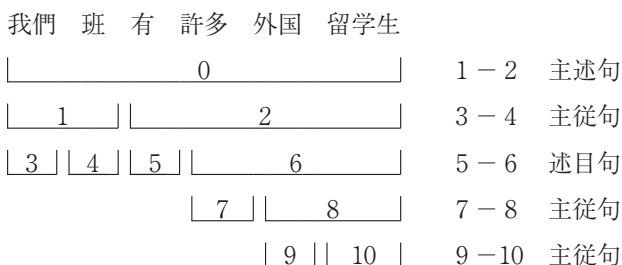 我們 班 有 許多 外国 留学生
0 1－2 主述句
1 2 3－4 主従句
3 4 5 6 5－6 述目句
7 8 7－8 主従句
9 10 9－10 主従句